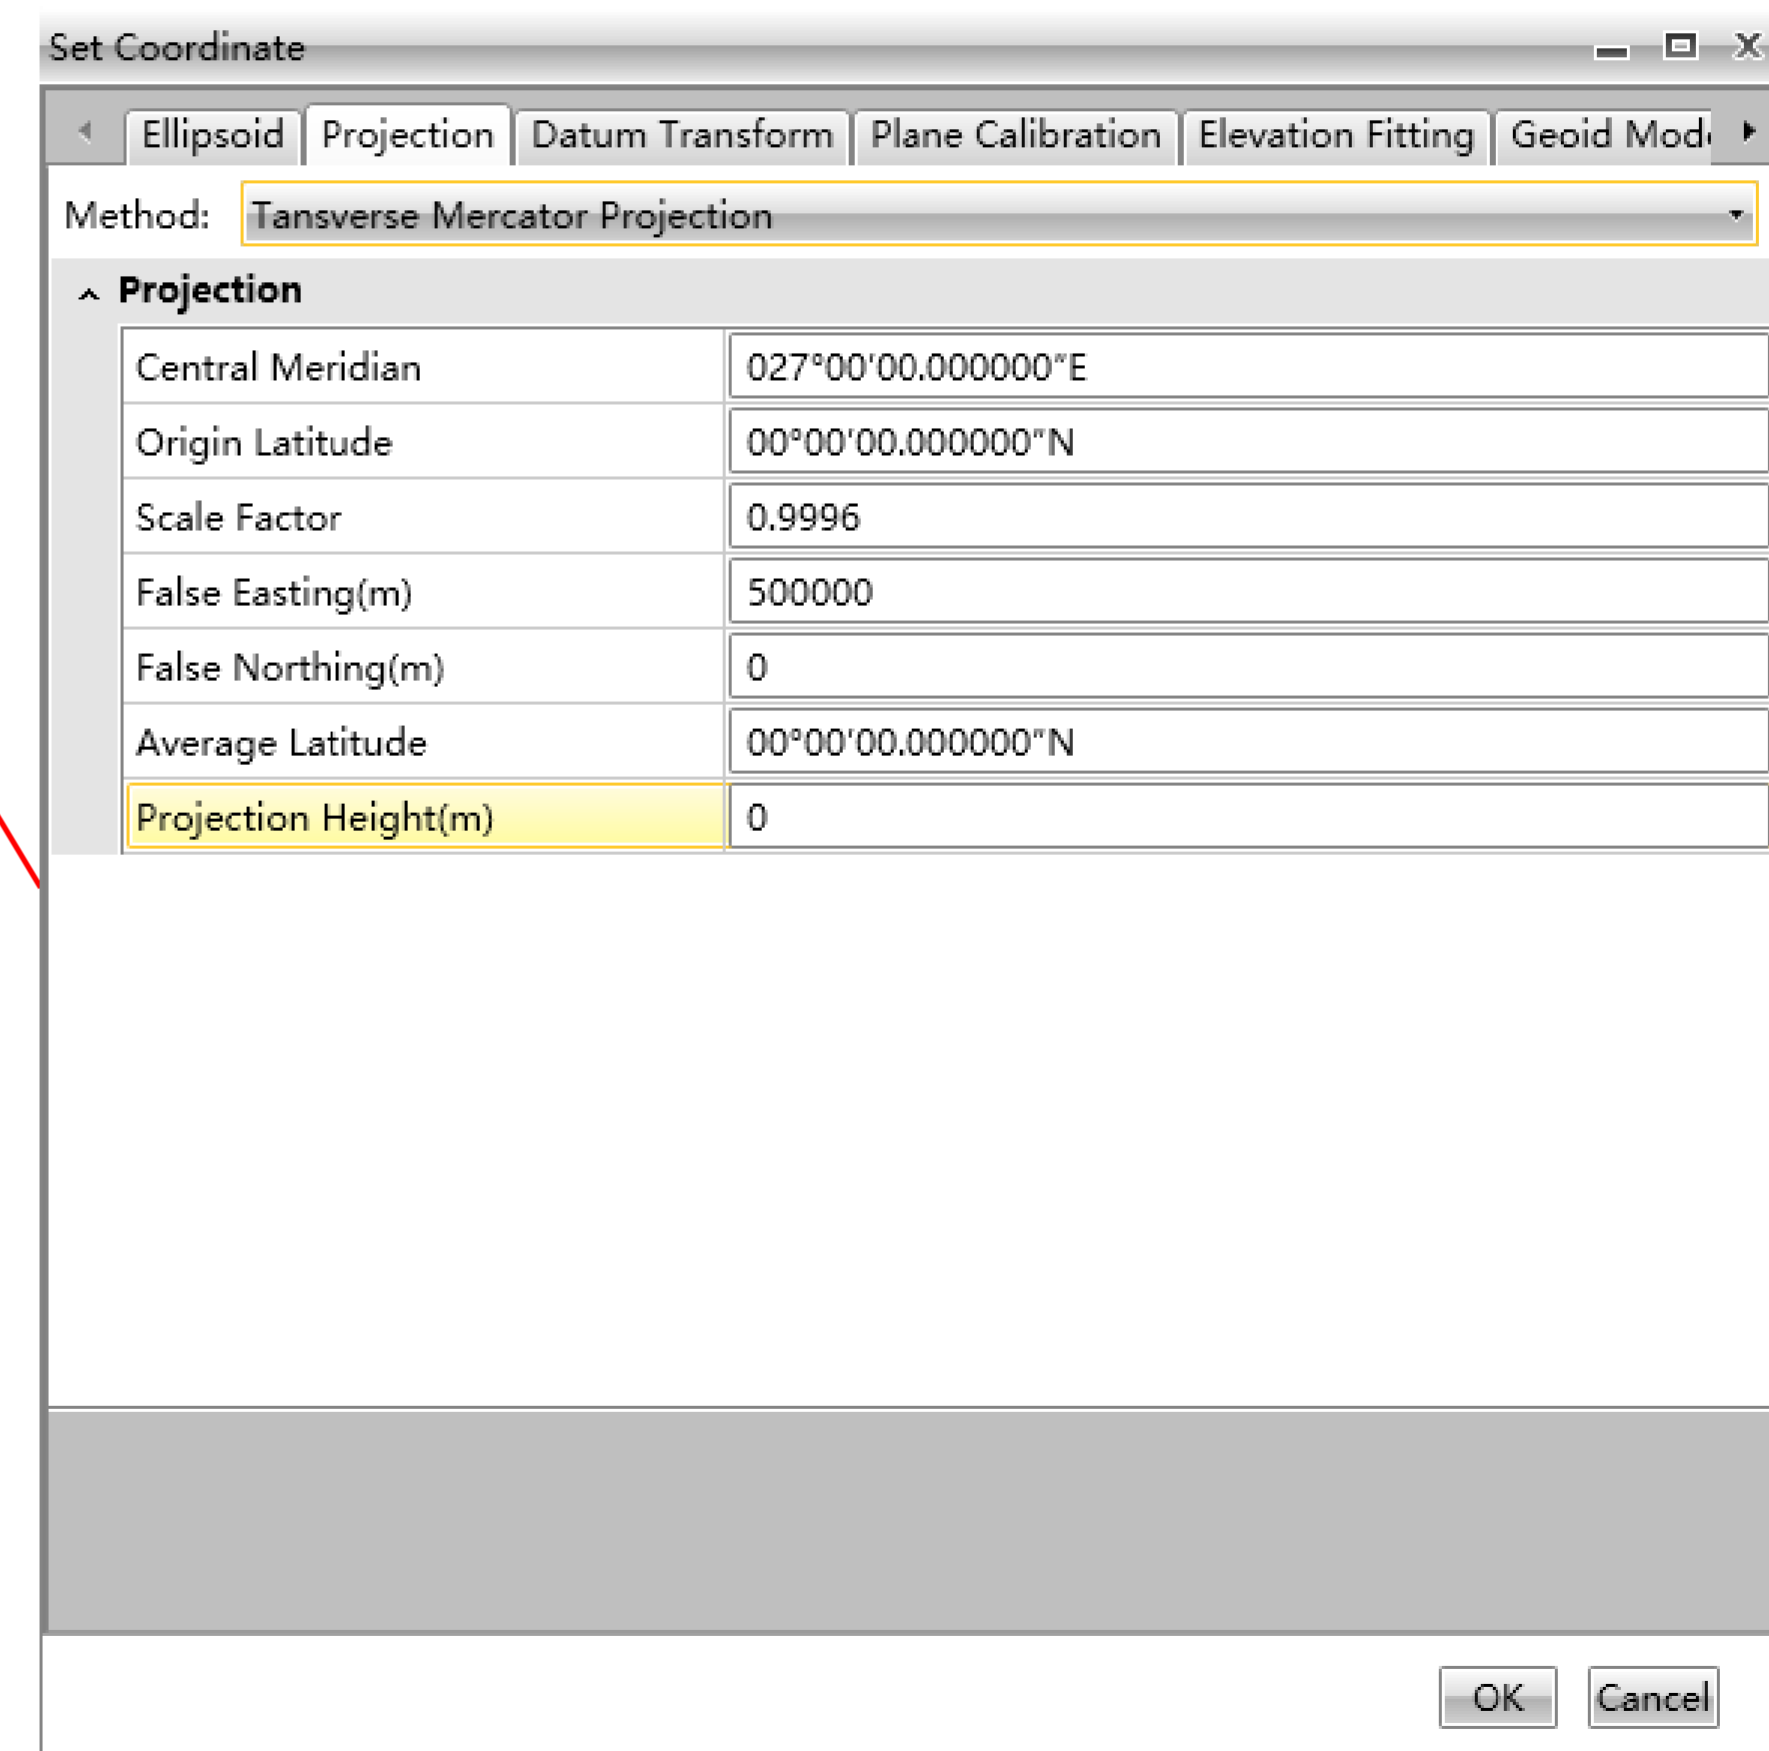 Set Coordinate
Ellipsoid Projection Datum Transform Plane Calibration Elevation Fitting Geoid
Method: Tansverse Mercator Projection
Projection
Central Meridian 027°00'00.000000"E
Origin Latitude 00°00'00.000000"N
Scale Factor 0.9996
False Easting(m) 500000
False Northing(m) 0
Average Latitude 00°00'00.000000"N
Projection Height(m) 0
OK Cancel